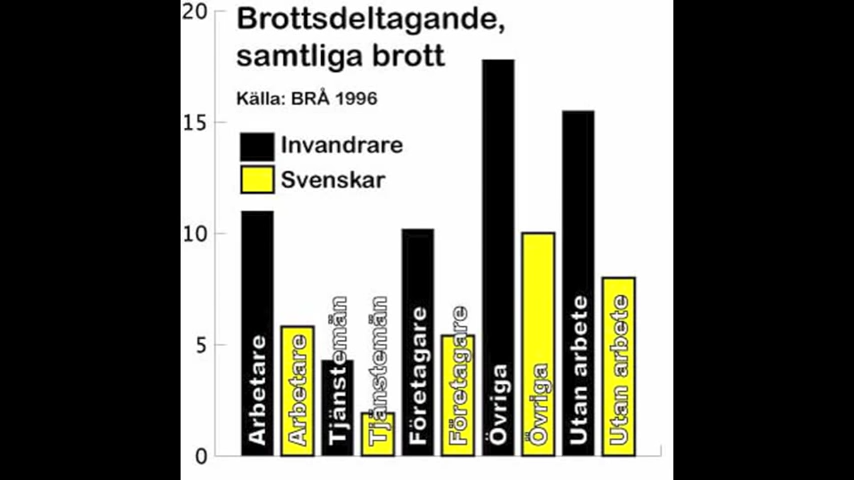 20
Brottsdeltagande,
samtliga brott
Källa: BRÅ 1996
15
Invandrare
Svenskar
10
5
0
Arbetare
Arbetare
Tjänstemän
Tjänstemän
Företagare
Företagare
Övriga
Övriga
Utan arbete
Utan arbete